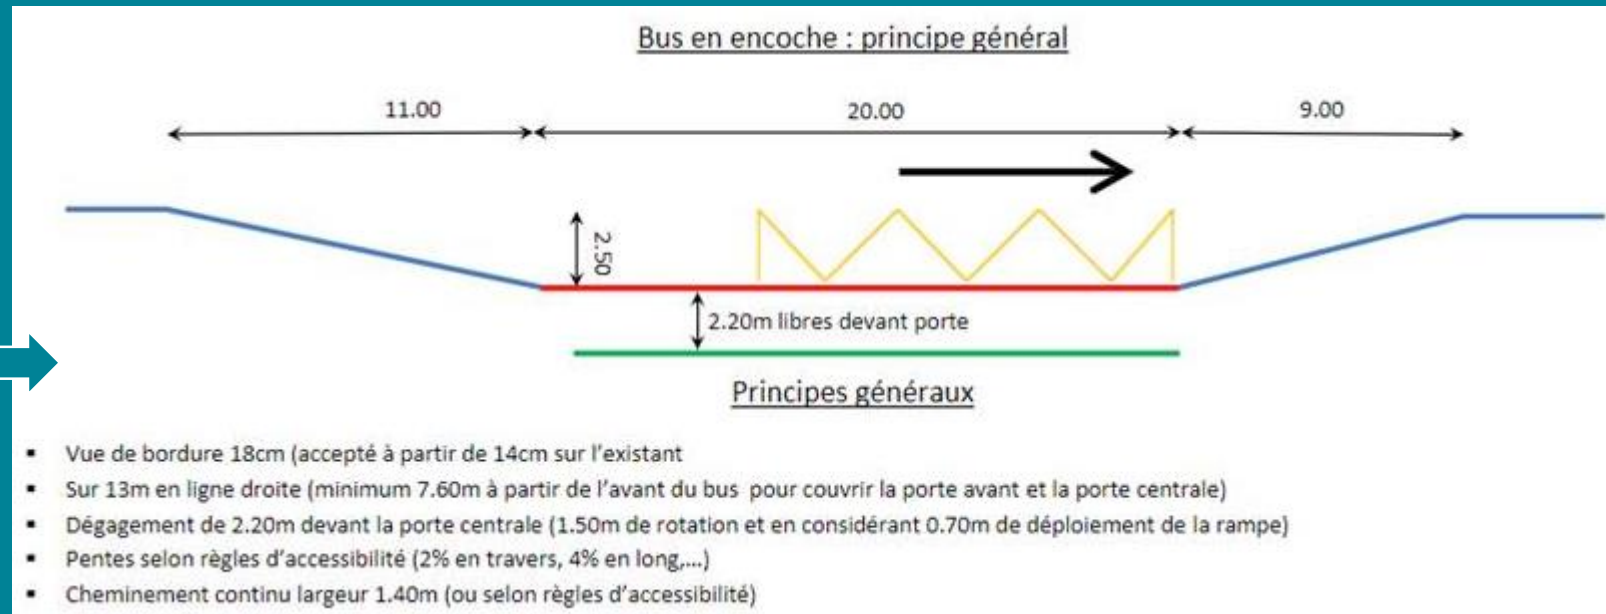 Bus en encoche : principe général
11.00
20.00
9.00
2.50
2.20m libres devant porte
Principes généraux
▪ Vue de bordure 18cm (accepté à partir de 14cm sur l'existant
▪ Sur 13m en ligne droite (minimum 7.60m à partir de l'avant du bus pour couvrir la porte avant et la porte centrale)
▪ Dégagement de 2.20m devant la porte centrale (1.50m de rotation et en considérant 0.70m de déploiement de la rampe)
▪ Pentes selon règles d'accessibilité (2% en travers, 4% en long,...)
▪ Cheminement continu largeur 1.40m (ou selon règles d'accessibilité)